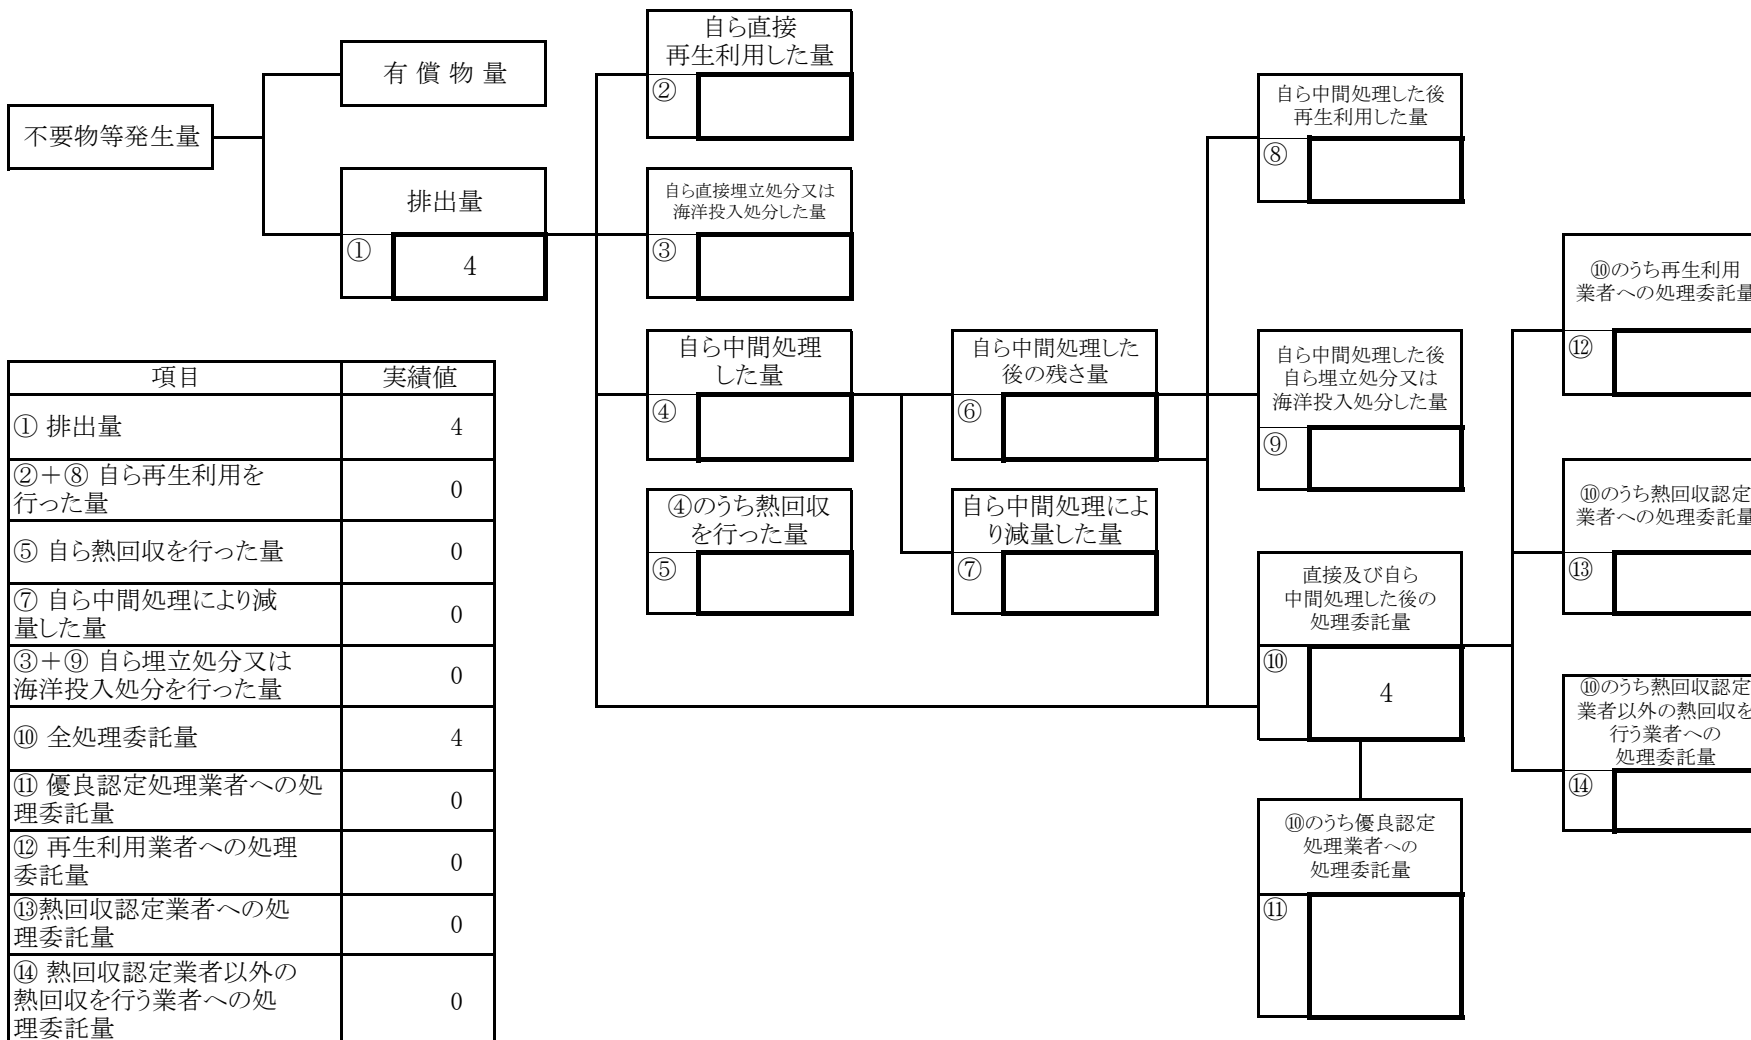 不要物等発生量
有 償 物 量
排出量
①
4
自ら直接
再生利用した量
②
自ら直接埋立処分又は
海洋投入処分した量
③
自ら中間処理
した量
④
④のうち熱回収
を行った量
⑤
自ら中間処理した
後の残さ量
⑥
自ら中間処理によ
り減量した量
⑦
自ら中間処理した後
再生利用した量
⑧
自ら中間処理した後
自ら埋立処分又は
海洋投入処分した量
⑨
直接及び自ら
中間処理した後の
処理委託量
⑩
4
⑩のうち優良認定
処理業者への
処理委託量
⑪
⑩のうち再生利用
業者への処理委託量
⑫
⑩のうち熱回収認定
業者への処理委託量
⑬
⑩のうち熱回収認定
業者以外の熱回収を
行う業者への
処理委託量
⑭
項目 実績値
① 排出量 4
②+⑧ 自ら再生利用を
行った量 0
⑤ 自ら熱回収を行った量 0
⑦ 自ら中間処理により減
量した量 0
③+⑨ 自ら埋立処分又は
海洋投入処分を行った量 0
⑩ 全処理委託量 4
⑪ 優良認定処理業者への処
理委託量 0
⑫ 再生利用業者への処理
委託量 0
⑬熱回収認定業者への処
理委託量 0
⑭ 熱回収認定業者以外の
熱回収を行う業者への処
理委託量 0